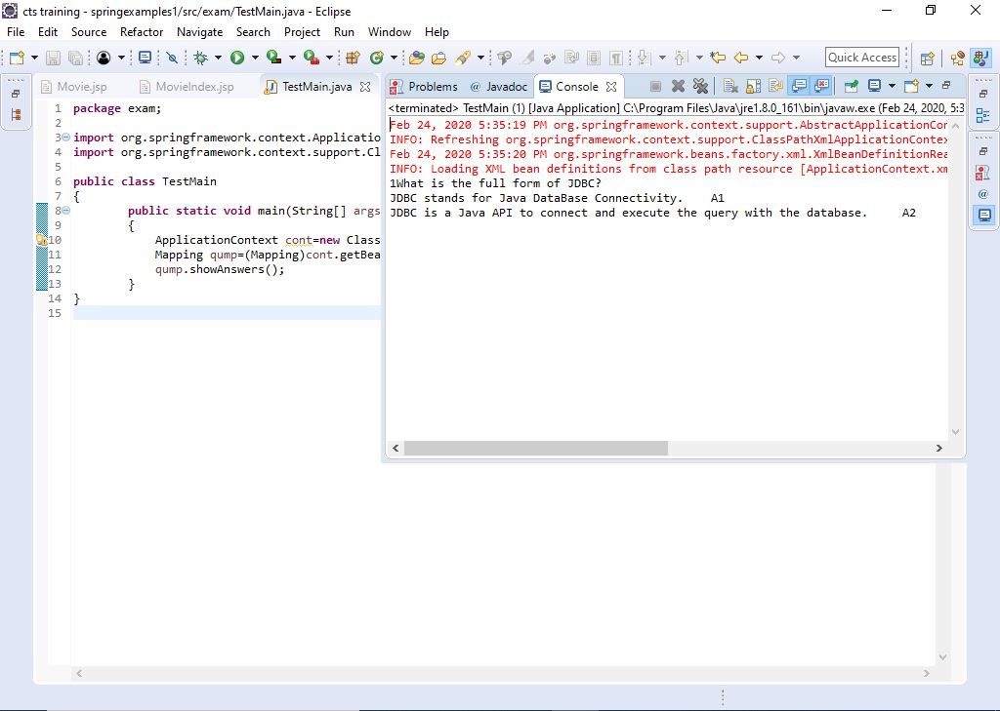 cts training - springexamples1/src/exam/TestMain.java - Eclipse
File Edit Source Refactor Navigate Search Project Run Window Help
Quick Access
Movie.jsp MovieIndex.jsp TestMain.java
1 package exam;
2
3 import org.springframework.context.Applicatio
4 import org.springframework.context.support.Cl
5
6 public class TestMain
7 {
8 public static void main(String[] args
9 {
10 ApplicationContext cont=new Class
11 Mapping qump=(Mapping)cont.getBea
12 qump.showAnswers();
13 }
14 }
15
Problems @ Javadoc Console
<terminated> TestMain (1) [Java Application] C:\Program Files\Java\jre1.8.0_161\bin\javaw.exe (Feb 24, 2020, 5:3
Feb 24, 2020 5:35:19 PM org.springframework.context.support.AbstractApplicationCon
INFO: Refreshing org.springframework.context.support.ClassPathXmlApplicationContex
Feb 24, 2020 5:35:20 PM org.springframework.beans.factory.xml.XmlBeanDefinitionRea
INFO: Loading XML bean definitions from class path resource [ApplicationContext.xm
1What is the full form of JDBC?
JDBC stands for Java DataBase Connectivity. A1
JDBC is a Java API to connect and execute the query with the database. A2